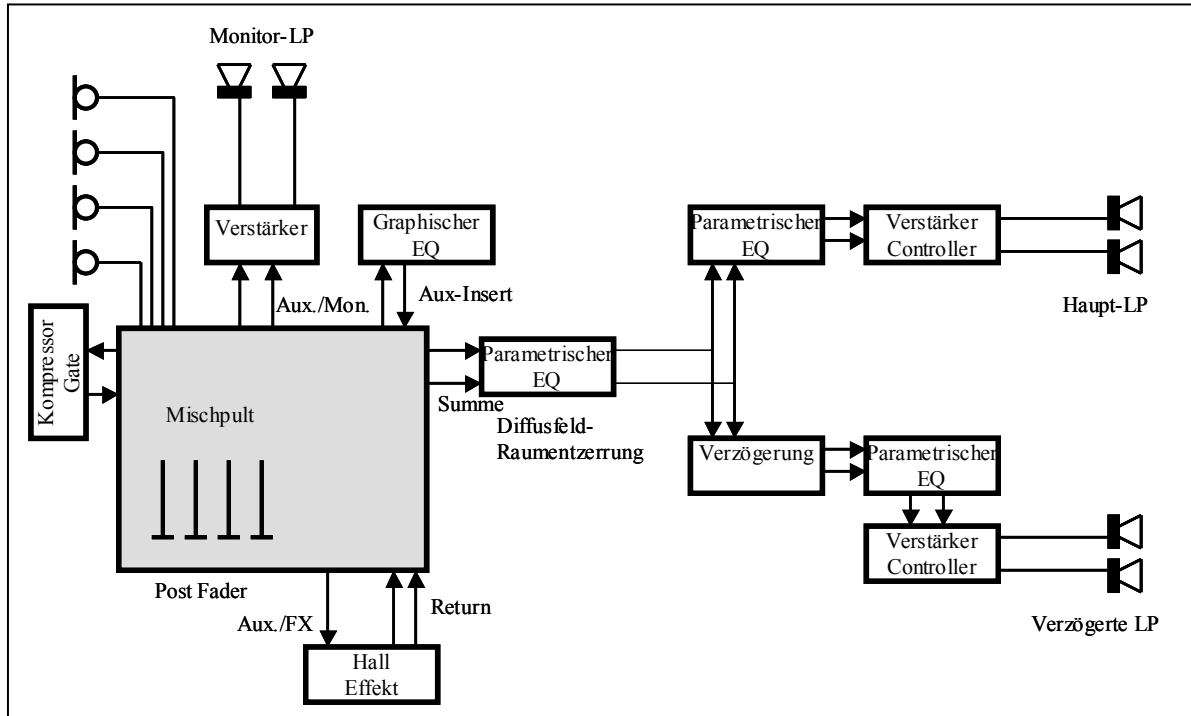 Monitor-LP
Verstärker
Graphischer
EQ
Aux./Mon.
Aux-Insert
Kompressor
Gate
Mischpult
Summe
Parametrischer
EQ
Diffusfeld-
Raumentzerrung
Parametrischer
EQ
Verstärker
Controller
Haupt-LP
Verzögerung
Parametrischer
EQ
Verstärker
Controller
Verzögerte LP
Post Fader
Aux./FX
Return
Hall
Effekt